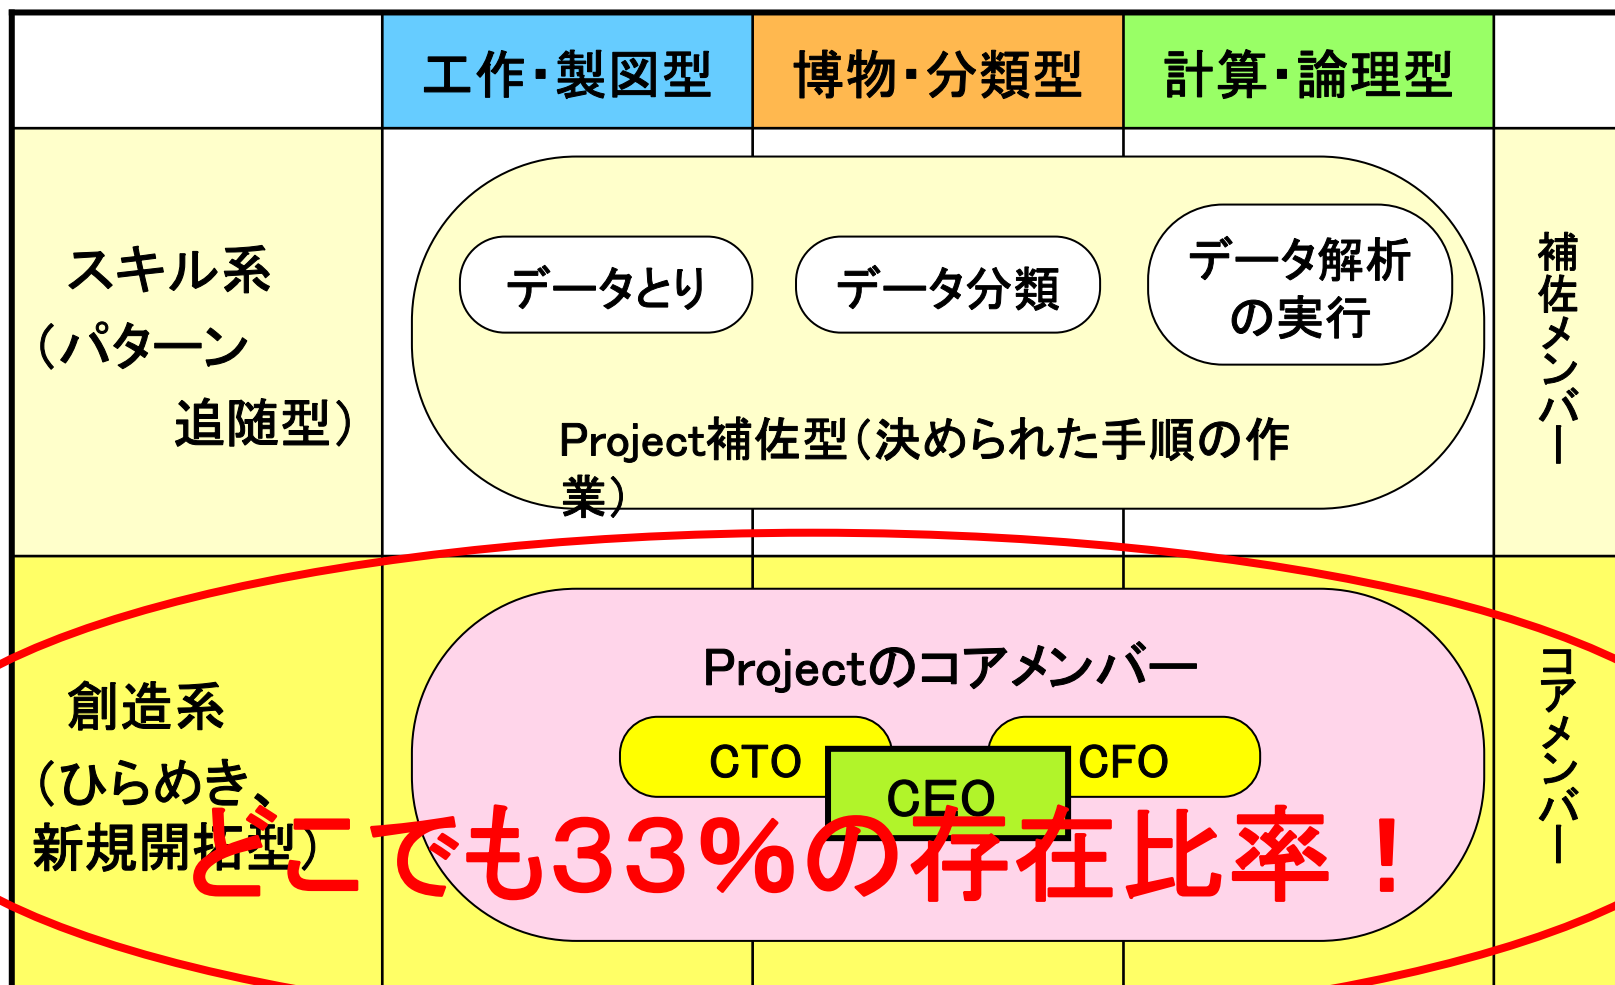 工作・製図型
博物・分類型
計算・論理型
スキル系
（パターン
追随型）
データとり
データ分類
データ解析
の実行
Project補佐型（決められた手順の作
業）
補佐メンバー
創造系
（ひらめき、
新規開拓型）
Projectのコアメンバー
CTO
CFO
CEO
どこでも３３％の存在比率！
コアメンバー